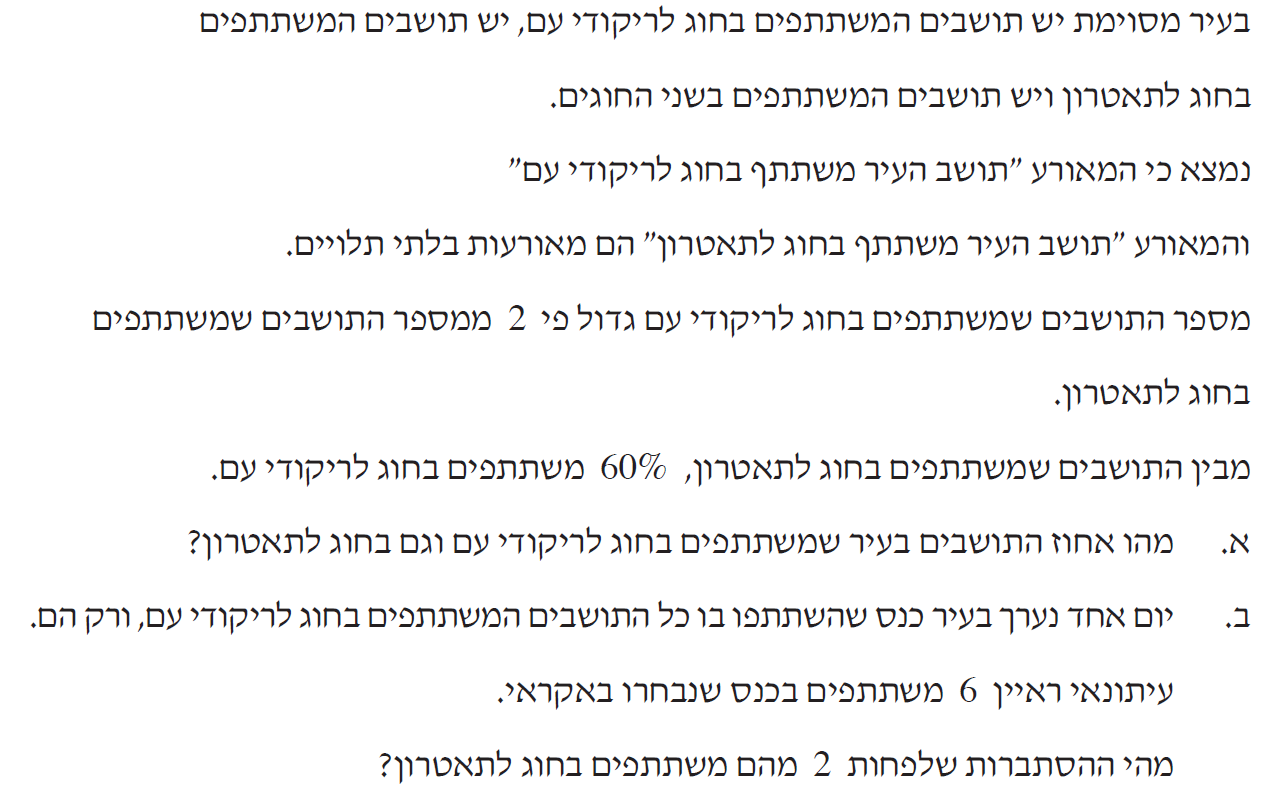 בעיר מסוימת יש תושבים המשתתפים בחוג לריקודי עם, יש תושבים המשתתפים
בחוג לתאטרון ויש תושבים המשתתפים בשני החוגים.
נמצא כי המאורע "תושב העיר משתתף בחוג לריקודי עם"
והמאורע "תושב העיר משתתף בחוג לתאטרון" הם מאורעות בלתי תלויים.
מספר התושבים שמשתתפים בחוג לריקודי עם גדול פי 2 ממספר התושבים שמשתתפים
בחוג לתאטרון.
מבין התושבים שמשתתפים בחוג לתאטרון, 60% משתתפים בחוג לריקודי עם.
א. מהו אחוז התושבים בעיר שמשתתפים בחוג לריקודי עם וגם בחוג לתאטרון?
ב. יום אחד נערך בעיר כנס שהשתתפו בו כל התושבים המשתתפים בחוג לריקודי עם, ורק הם.
עיתונאי ראיין 6 משתתפים בכנס שנבחרו באקראי.
מהי ההסתברות שלפחות 2 מהם משתתפים בחוג לתאטרון?